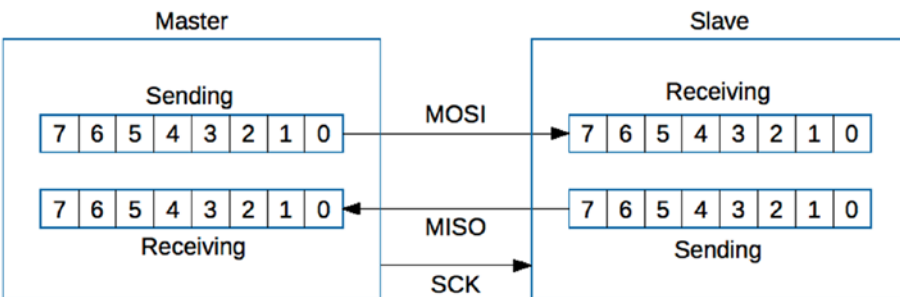 Master Slave
Sending Receiving
MOSI
7 6 5 4 3 2 1 0 7 6 5 4 3 2 1 0
7 6 5 4 3 2 1 0 7 6 5 4 3 2 1 0
MISO
Receiving Sending
SCK